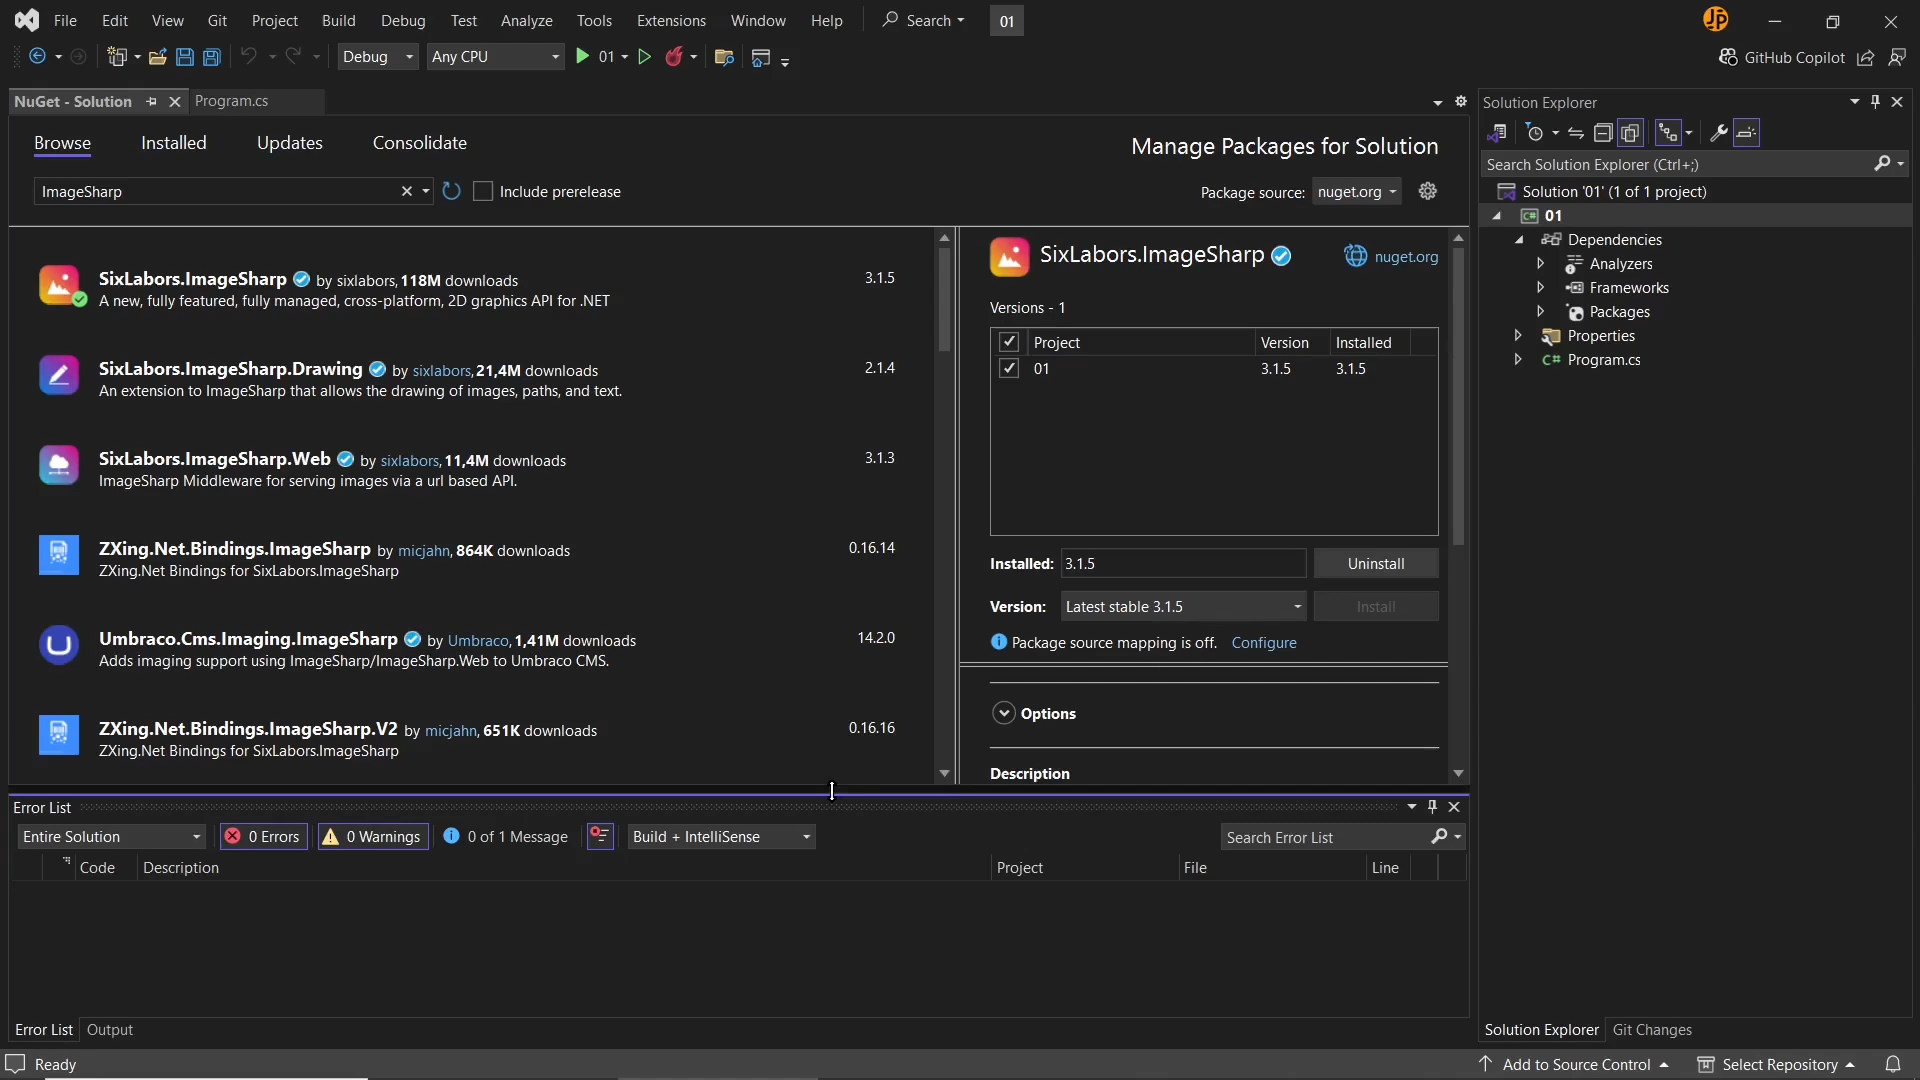 File Edit View Git Project Build Debug Test Analyze Tools Extensions Window Help Search 01 JP
Debug Any CPU 01 GitHub Copilot
NuGet - Solution Program.cs
Browse Installed Updates Consolidate
Manage Packages for Solution
ImageSharp Include prerelease
Package source: nuget.org
SixLabors.ImageSharp by sixlabors, 118M downloads 3.1.5
A new, fully featured, fully managed, cross-platform, 2D graphics API for .NET
SixLabors.ImageSharp.Drawing by sixlabors, 21,4M downloads 2.1.4
An extension to ImageSharp that allows the drawing of images, paths, and text.
SixLabors.ImageSharp.Web by sixlabors, 11,4M downloads 3.1.3
ImageSharp Middleware for serving images via a url based API.
ZXing.Net.Bindings.ImageSharp by micjahn, 864K downloads 0.16.14
ZXing.Net Bindings for SixLabors.ImageSharp
Umbraco.Cms.Imaging.ImageSharp by Umbraco, 1,41M downloads 14.2.0
Adds imaging support using ImageSharp/ImageSharp.Web to Umbraco CMS.
ZXing.Net.Bindings.ImageSharp.V2 by micjahn, 651K downloads 0.16.16
ZXing.Net Bindings for SixLabors.ImageSharp
SixLabors.ImageSharp nuget.org
Versions - 1
Project Version Installed
01 3.1.5 3.1.5
Installed: 3.1.5 Uninstall
Version: Latest stable 3.1.5 Install
Package source mapping is off. Configure
Options
Description
Solution Explorer
Search Solution Explorer (Ctrl+;)
Solution '01' (1 of 1 project)
C# 01
Dependencies
Analyzers
Frameworks
Packages
Properties
C# Program.cs
Error List
Entire Solution 0 Errors 0 Warnings 0 of 1 Message Build + IntelliSense Search Error List
Code Description Project File Line
Error List Output
Solution Explorer Git Changes
Ready Add to Source Control Select Repository